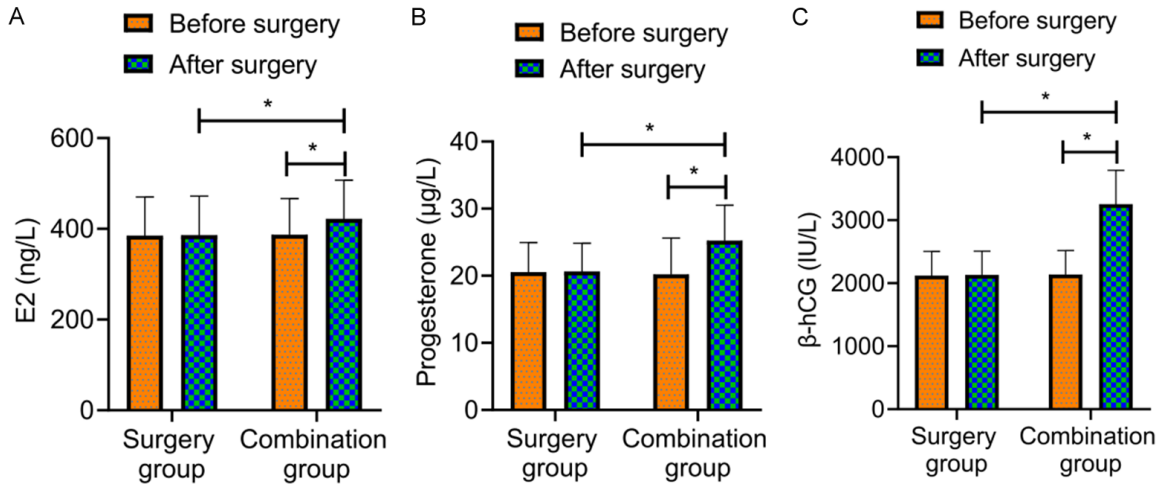 A
Before surgery
After surgery
*
*
600
400
200
0
E2 (ng/L)
Surgery group
Combination group
B
Before surgery
After surgery
*
*
40
30
20
10
0
Progesterone (μg/L)
Surgery group
Combination group
C
Before surgery
After surgery
*
*
4000
3000
2000
1000
0
β-hCG (IU/L)
Surgery group
Combination group